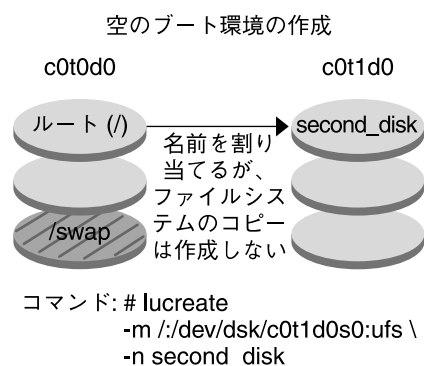 空のブート環境の作成
c0t0d0
c0t1d0
ルート (/)
second_disk
名前を割り
当てるが、
ファイルシス
テムのコピー
は作成しない
/swap
コマンド: # lucreate
-m /:/dev/dsk/c0t1d0s0:ufs \
-n second_disk